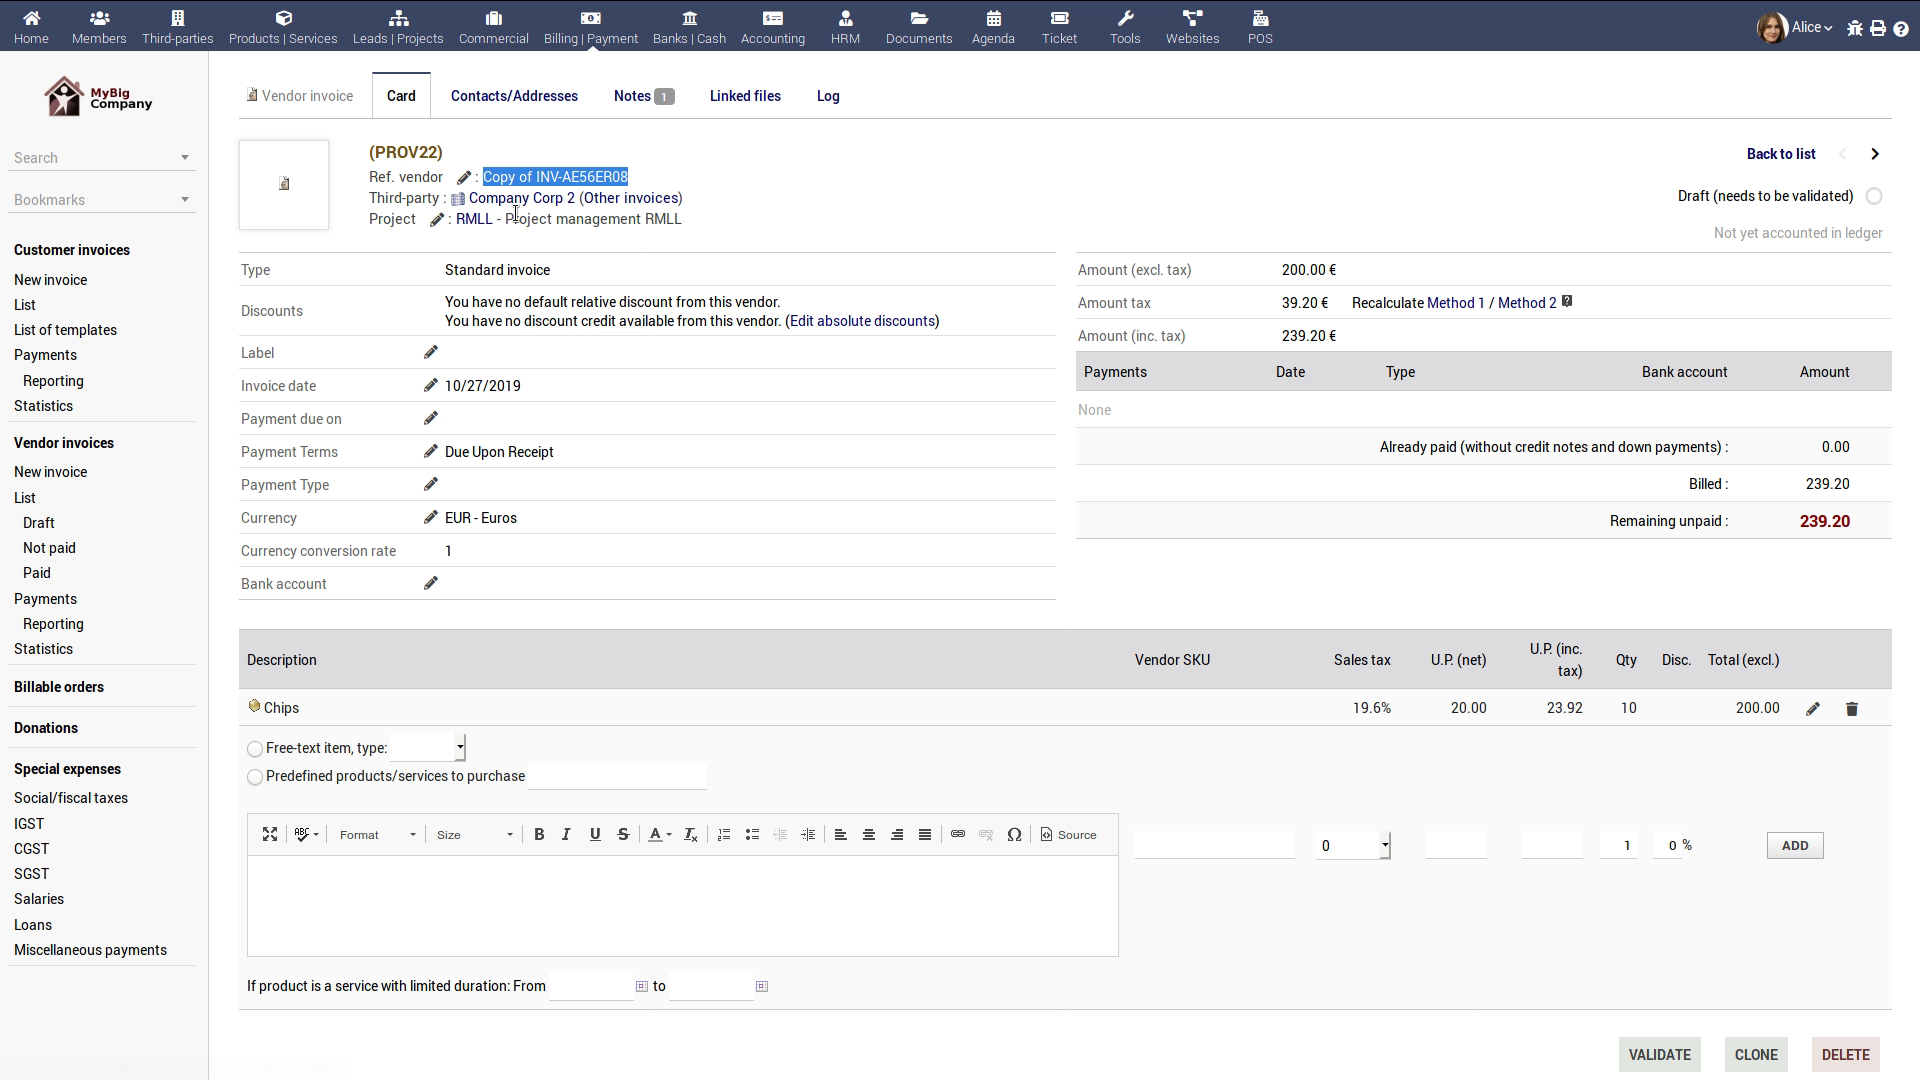 Home Members Third-parties Products | Services Leads | Projects Commercial Billing | Payment Banks | Cash Accounting HRM Documents Agenda Ticket Tools Websites POS Alice
MyBig
Company
Search
Bookmarks
Customer invoices
New invoice
List
List of templates
Payments
Reporting
Statistics
Vendor invoices
New invoice
List
Draft
Not paid
Paid
Payments
Reporting
Statistics
Billable orders
Donations
Special expenses
Social/fiscal taxes
IGST
CGST
SGST
Salaries
Loans
Miscellaneous payments
Vendor invoice Card Contacts/Addresses Notes 1 Linked files Log
(PROV22)
Ref. vendor : Copy of INV-AE56ER08
Third-party : Company Corp 2 (Other invoices)
Project : RMLL - Project management RMLL
Back to list
Draft (needs to be validated)
Not yet accounted in ledger
Type Standard invoice
Discounts You have no default relative discount from this vendor.
You have no discount credit available from this vendor. (Edit absolute discounts)
Label
Invoice date 10/27/2019
Payment due on
Payment Terms Due Upon Receipt
Payment Type
Currency EUR - Euros
Currency conversion rate 1
Bank account
Amount (excl. tax) 200.00 €
Amount tax 39.20 € Recalculate Method 1 / Method 2 ?
Amount (inc. tax) 239.20 €
Payments Date Type Bank account Amount
None
Already paid (without credit notes and down payments) : 0.00
Billed : 239.20
Remaining unpaid : 239.20
Description Vendor SKU Sales tax U.P. (net) U.P. (inc. tax) Qty Disc. Total (excl.)
Chips 19.6% 20.00 23.92 10 200.00
Free-text item, type:
Predefined products/services to purchase
ABC Format Size B I U S A Tx Ω Source
0 1 0 % ADD
If product is a service with limited duration: From to
VALIDATE CLONE DELETE